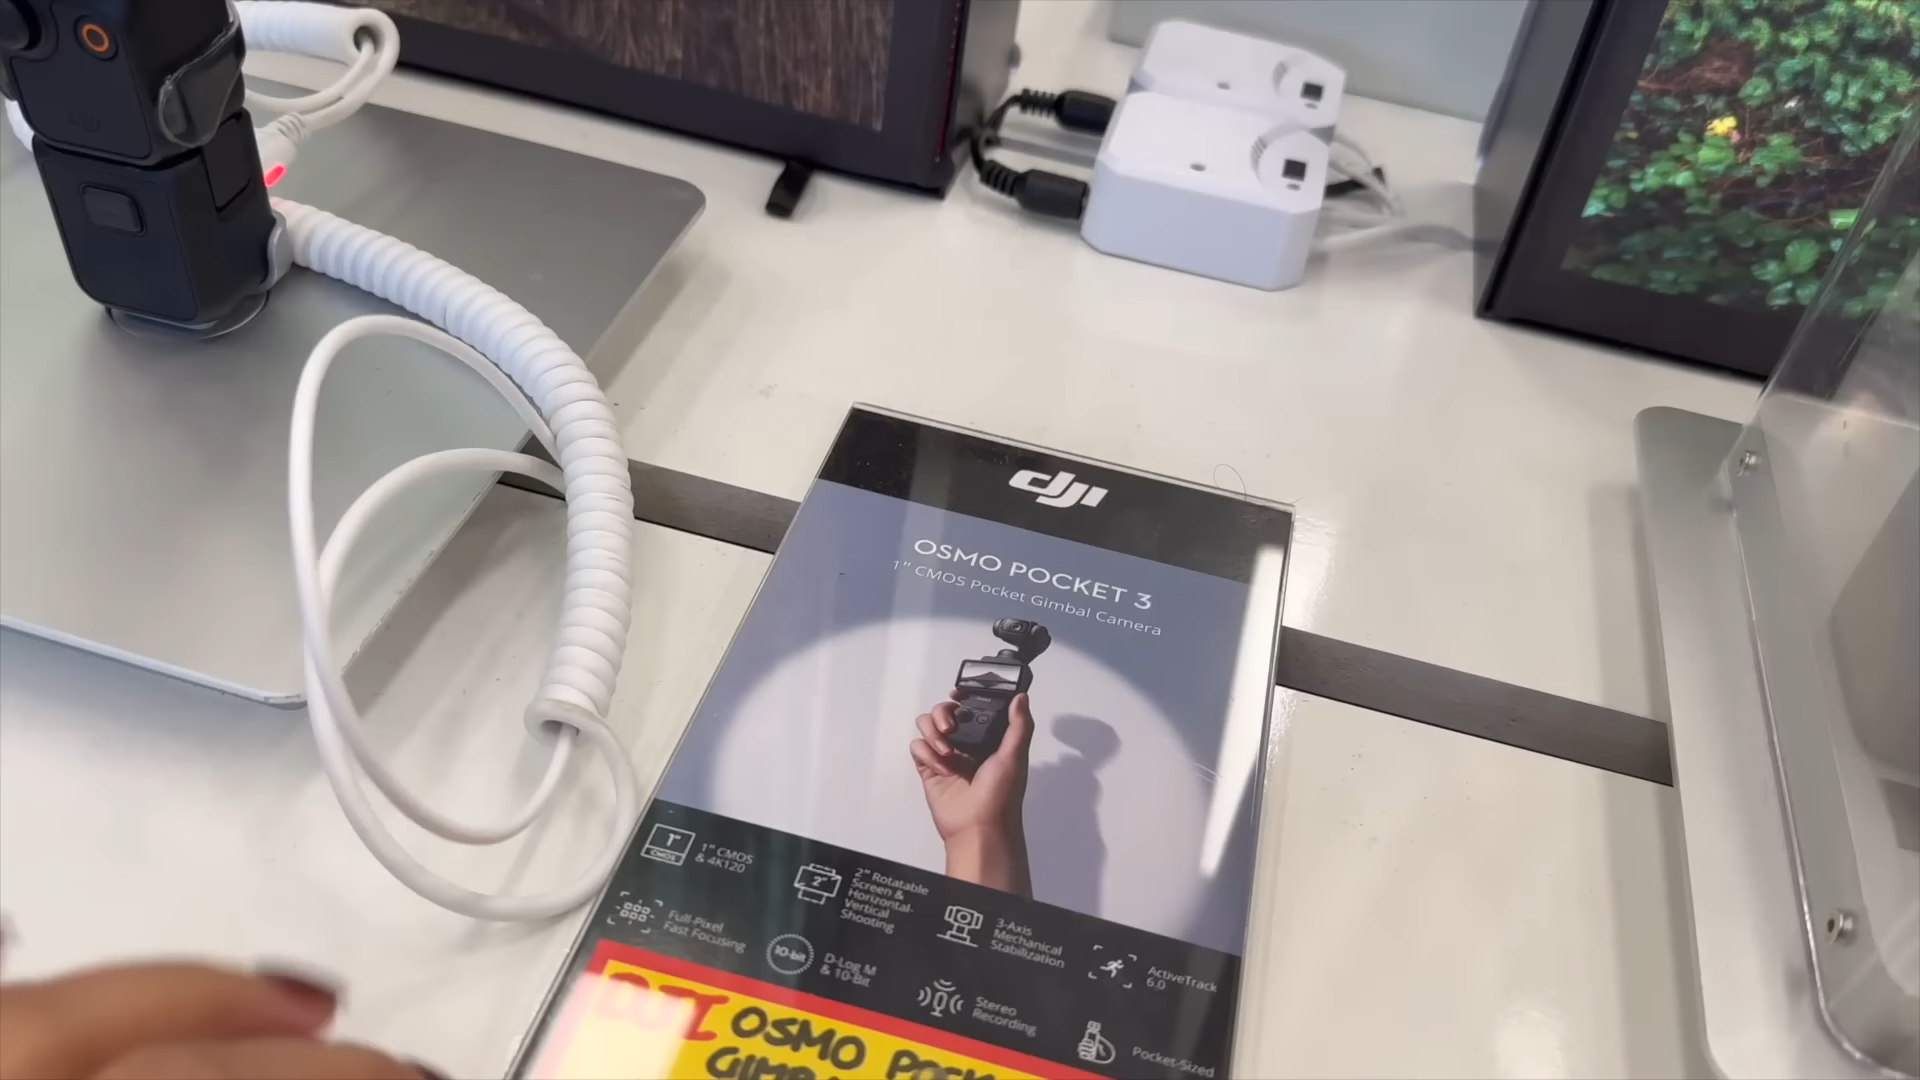 dji
OSMO POCKET 3
1" CMOS Pocket Gimbal Camera
1"
CMOS
1" CMOS
& 4K120
2"
2" Rotatable
Screen &
Horizontal-
Vertical
Shooting
3-Axis
Mechanical
Stabilization
ActiveTrack
6.0
Full-Pixel
Fast Focusing
10-bit
D-Log M
& 10-Bit
Stereo
Recording
Pocket-Sized
DJI OSMO